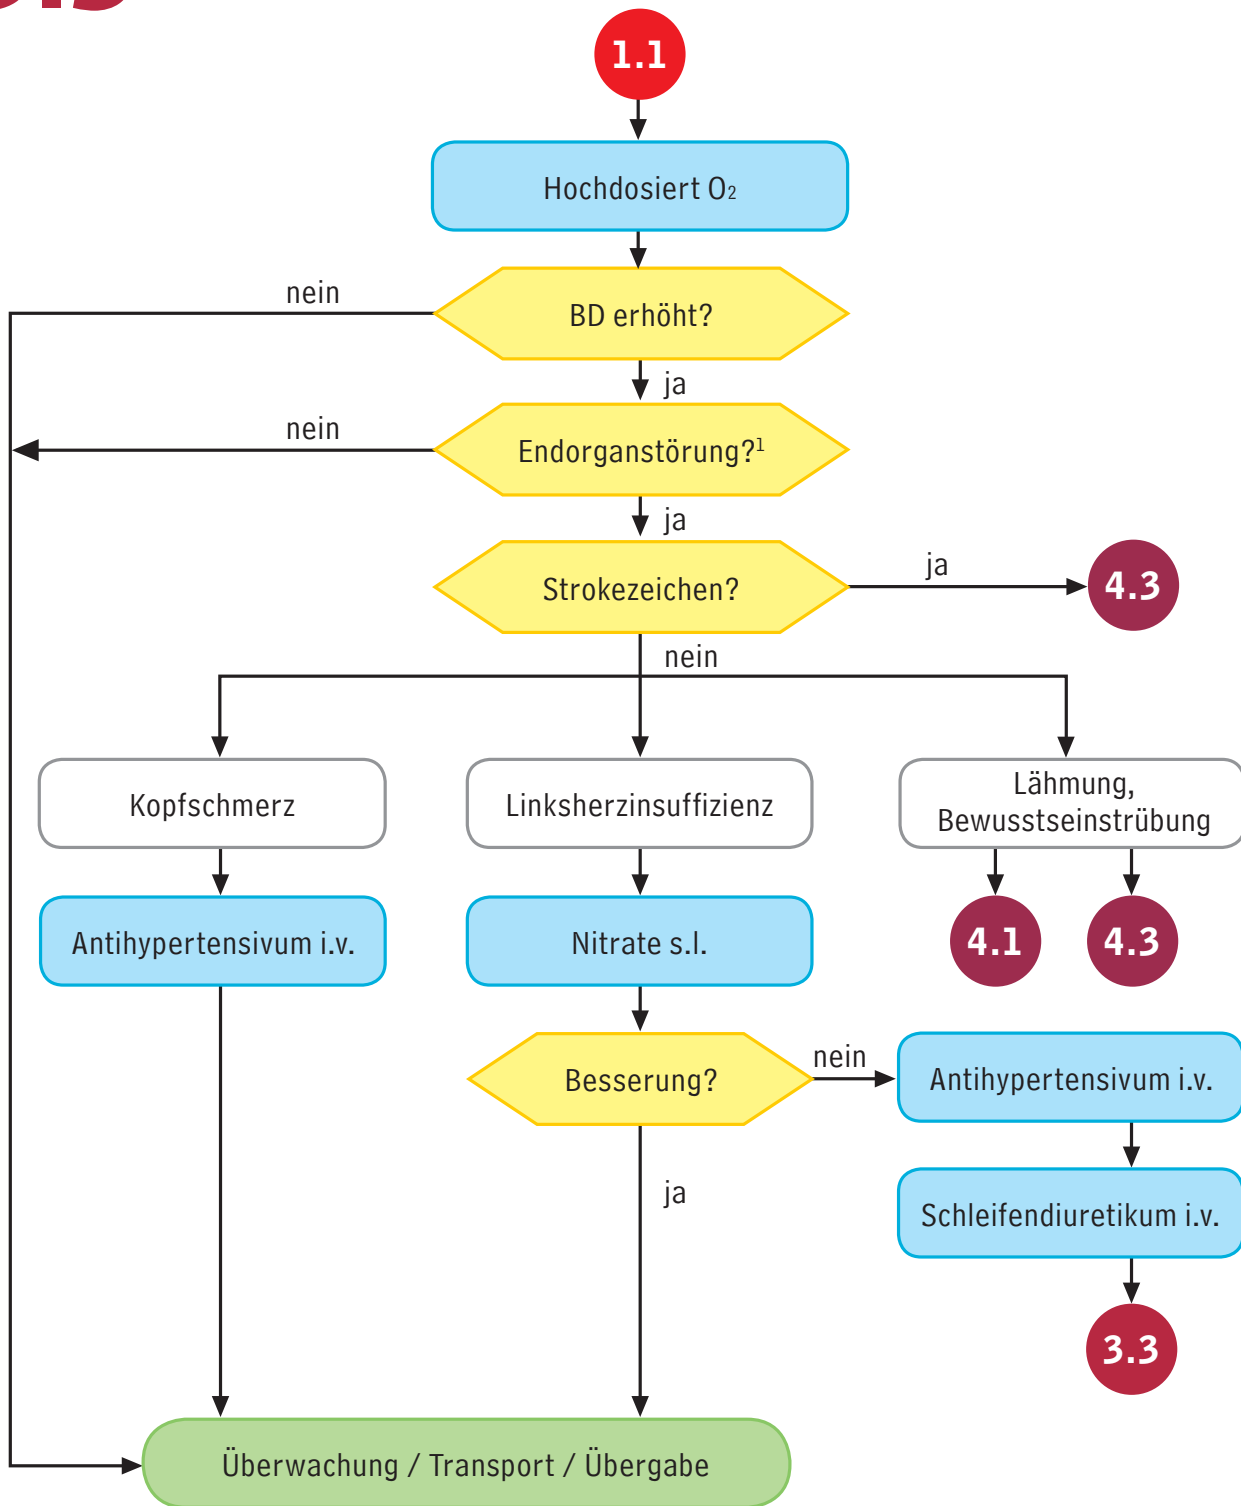 1.1
Hochdosiert O₂
BD erhöht?
nein
ja
Endorganstörung?¹
nein
ja
Strokezeichen?
ja
4.3
nein
Kopfschmerz
Linksherzinsuffizienz
Lähmung,
Bewusstseinstrübung
Antihypertensivum i.v.
Nitrate s.l.
4.1
4.3
Besserung?
nein
Antihypertensivum i.v.
ja
Schleifendiuretikum i.v.
3.3
Überwachung / Transport / Übergabe